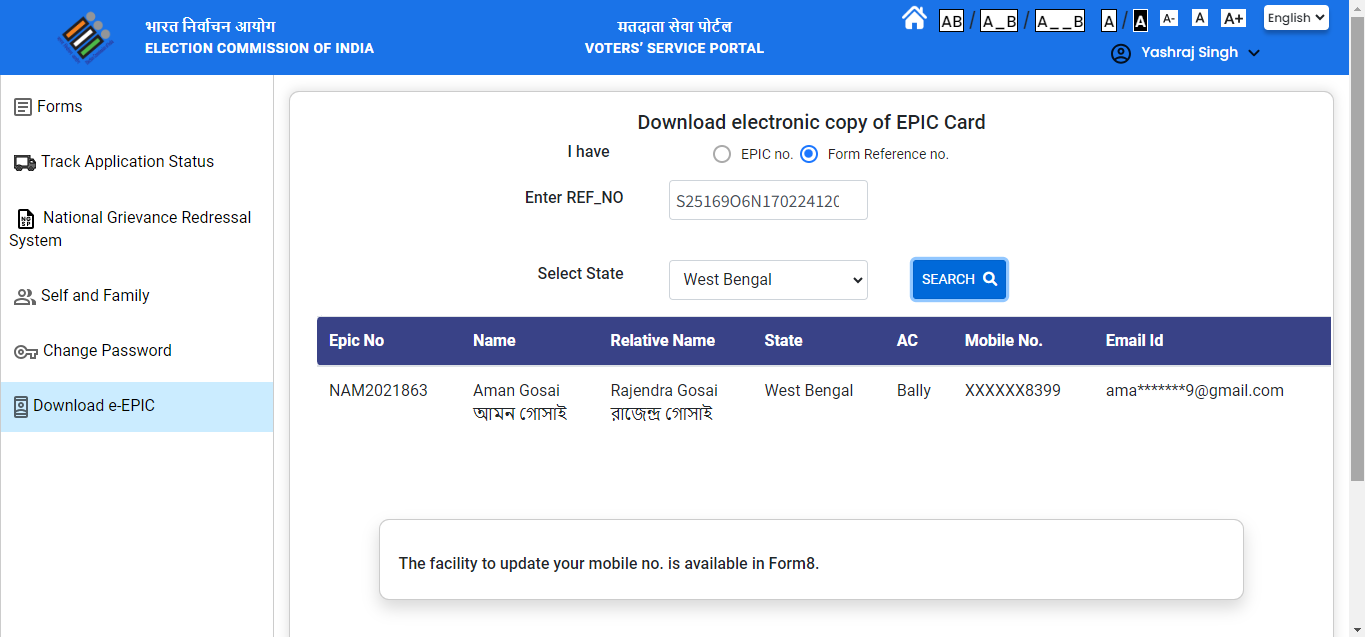 भारत निर्वाचन आयोग
ELECTION COMMISSION OF INDIA
मतदाता सेवा पोर्टल
VOTERS' SERVICE PORTAL
AB / A_B / A__B A / A A- A A+ English
Yashraj Singh
Forms
Track Application Status
National Grievance Redressal
System
Self and Family
Change Password
Download e-EPIC
Download electronic copy of EPIC Card
I have EPIC no. Form Reference no.
Enter REF_NO S25169O6N17022412
Select State West Bengal SEARCH
Epic No Name Relative Name State AC Mobile No. Email Id
NAM2021863 Aman Gosai Rajendra Gosai West Bengal Bally XXXXXX8399 ama*******9@gmail.com
আমন গোসাই রাজেন্দ্র গোসাই
The facility to update your mobile no. is available in Form8.